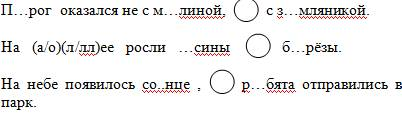 П…рог оказался не с м…линой, ◯ с з…мляникой.
На (а/о)(л/лл)ее росли …сины ◯ б…рёзы.
На небе появилось со..нце , ◯ р…бята отправились в
парк.